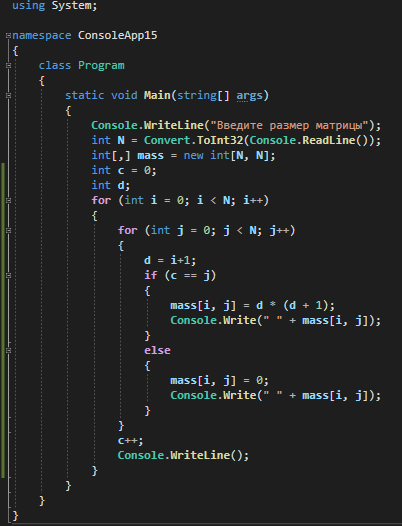 using System;
namespace ConsoleApp15
{
class Program
{
static void Main(string[] args)
{
Console.WriteLine("Введите размер матрицы");
int N = Convert.ToInt32(Console.ReadLine());
int[,] mass = new int[N, N];
int c = 0;
int d;
for (int i = 0; i < N; i++)
{
for (int j = 0; j < N; j++)
{
d = i+1;
if (c == j)
{
mass[i, j] = d * (d + 1);
Console.Write(" " + mass[i, j]);
}
else
{
mass[i, j] = 0;
Console.Write(" " + mass[i, j]);
}
}
c++;
Console.WriteLine();
}
}
}
}